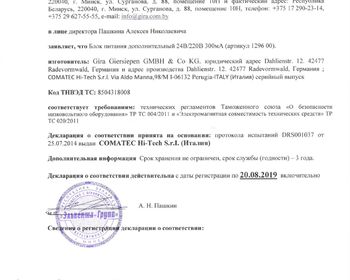 220070, г. Минск, ул. Солнечная, д. 88, помещение 10Н и фактический адрес: Республика
Беларусь, 220070, г. Минск, ул. д. 88, помещение 10Н. телефоны: +375 17 290-23-14,
+375 29 627-55-55, e-mail: info@gira.com.by
в лице директора Пашкина Алексея Николаевича
заявляет, что Блок питания дополнительный 24В/220В 300мА (артикул 1296 00).
изготовитель: Gira Giersiepen GMBH & Co KG. юридический адрес Dahlienstr. 12. 42477
Radevormwald, Германия и адрес производства Dahlienstr. 12. 42477 Radevormwald, Германия ;
COMATEC Hi-Tech S.r.l. Via Aldo Manna,98/M I-06132 Perugia-ITALY (Италия) серийный выпуск
Код ТНПЭД ТС: 8504318008
соответствует требованиям: технических регламентов Таможенного союза «О безопасности
низковольтного оборудования» ТР ТС 004/2011 и «Электромагнитная совместимость технических средств» ТР
ТС 020/2011
Декларация о соответствии принята на основании: протокола испытаний DRS001037 от
25.07.2014 выдан COMATEC Hi-Tech S.r.l. (Италия)
Дополнительная информация Срок хранения не ограничен, срок службы (годности) – 3 года.
Декларация о соответствии действительна с даты регистрации по 20.08.2019 включительно
«Эльвенты-Групп»
А. Н. Пашкин
Сведения о регистрации декларации о соответствии: